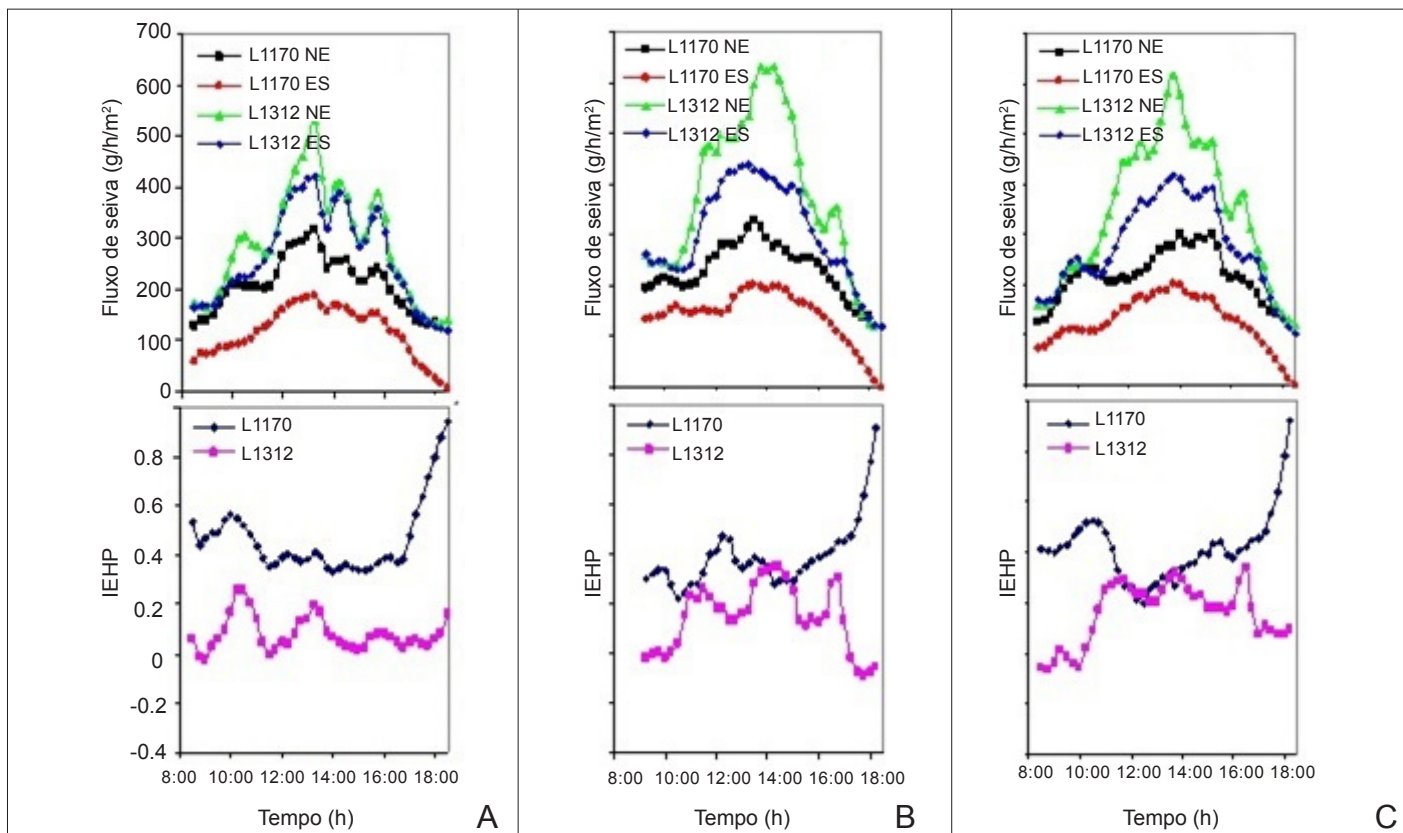 Fluxo de seiva (g/h/m²)
700
600
500
400
300
200
100
0
L1170 NE
L1170 ES
L1312 NE
L1312 ES
IEHP
0.8
0.6
0.4
0.2
0
-0.2
-0.4
L1170
L1312
8:00 10:00 12:00 14:00 16:00 18:00
Tempo (h)
A
Fluxo de seiva (g/h/m²)
L1170 NE
L1170 ES
L1312 NE
L1312 ES
IEHP
L1170
L1312
8:00 10:00 12:00 14:00 16:00 18:00
Tempo (h)
B
Fluxo de seiva (g/h/m²)
L1170 NE
L1170 ES
L1312 NE
L1312 ES
IEHP
L1170
L1312
8:00 10:00 12:00 14:00 16:00 18:00
Tempo (h)
C